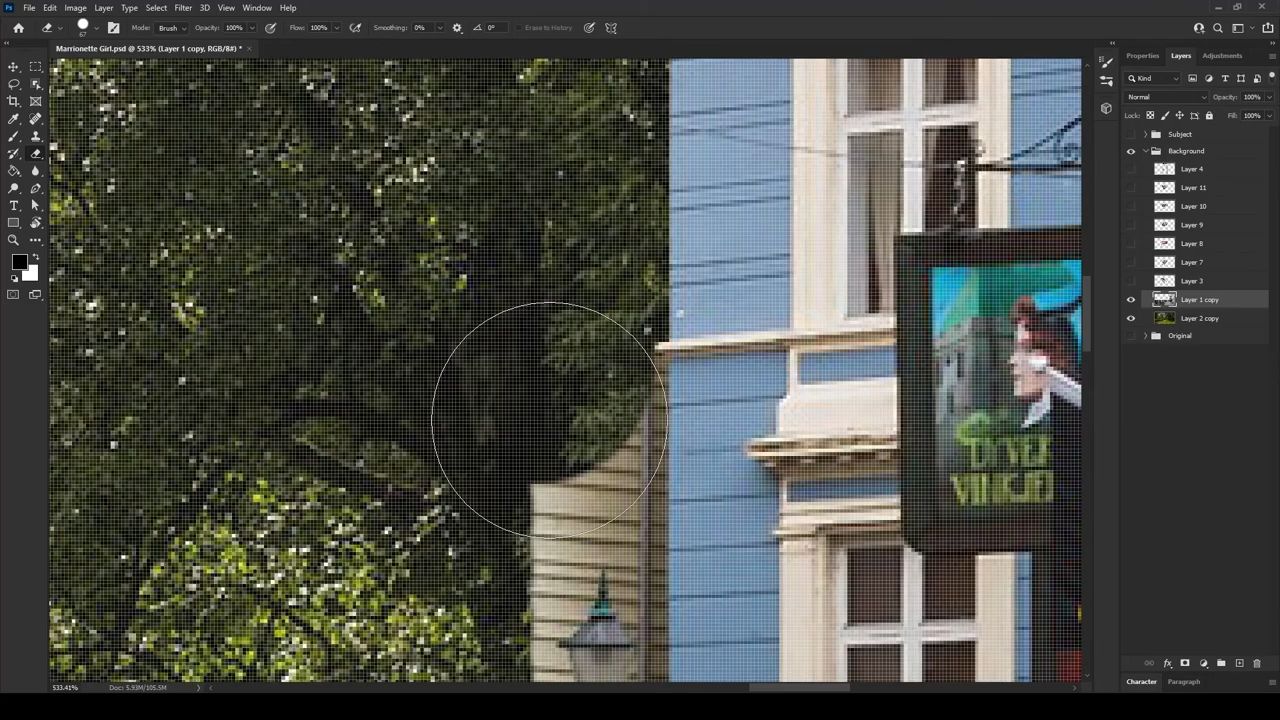 File Edit Image Layer Type Select Filter 3D View Window Help
67 Mode: Brush Opacity: 100% Flow: 100% Smoothing: 0% 0° Erase to History
Marrionette Girl.psd @ 533% (Layer 1 copy, RGB/8#) *
Properties Layers Adjustments
Kind
Normal Opacity: 100%
Lock: Fill: 100%
Subject
Background
Layer 4
Layer 11
Layer 10
Layer 9
Layer 8
Layer 7
Layer 3
Layer 1 copy
Layer 2 copy
Original
533.41% Doc: 5.93M/105.5M
Character Paragraph